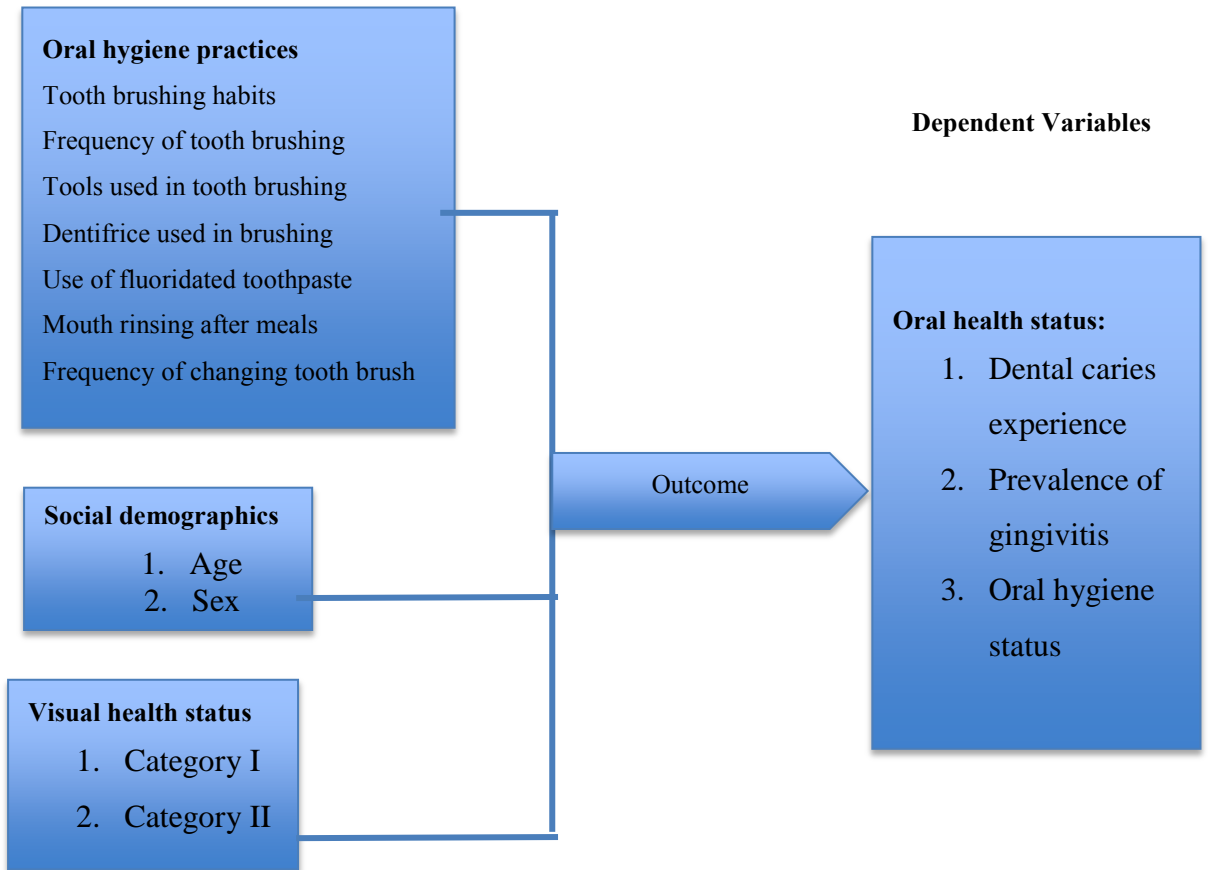 Oral hygiene practices
Tooth brushing habits
Frequency of tooth brushing
Tools used in tooth brushing
Dentifrice used in brushing
Use of fluoridated toothpaste
Mouth rinsing after meals
Frequency of changing tooth brush
Social demographics
1. Age
2. Sex
Visual health status
1. Category I
2. Category II
Outcome
Dependent Variables
Oral health status:
1. Dental caries
experience
2. Prevalence of
gingivitis
3. Oral hygiene
status